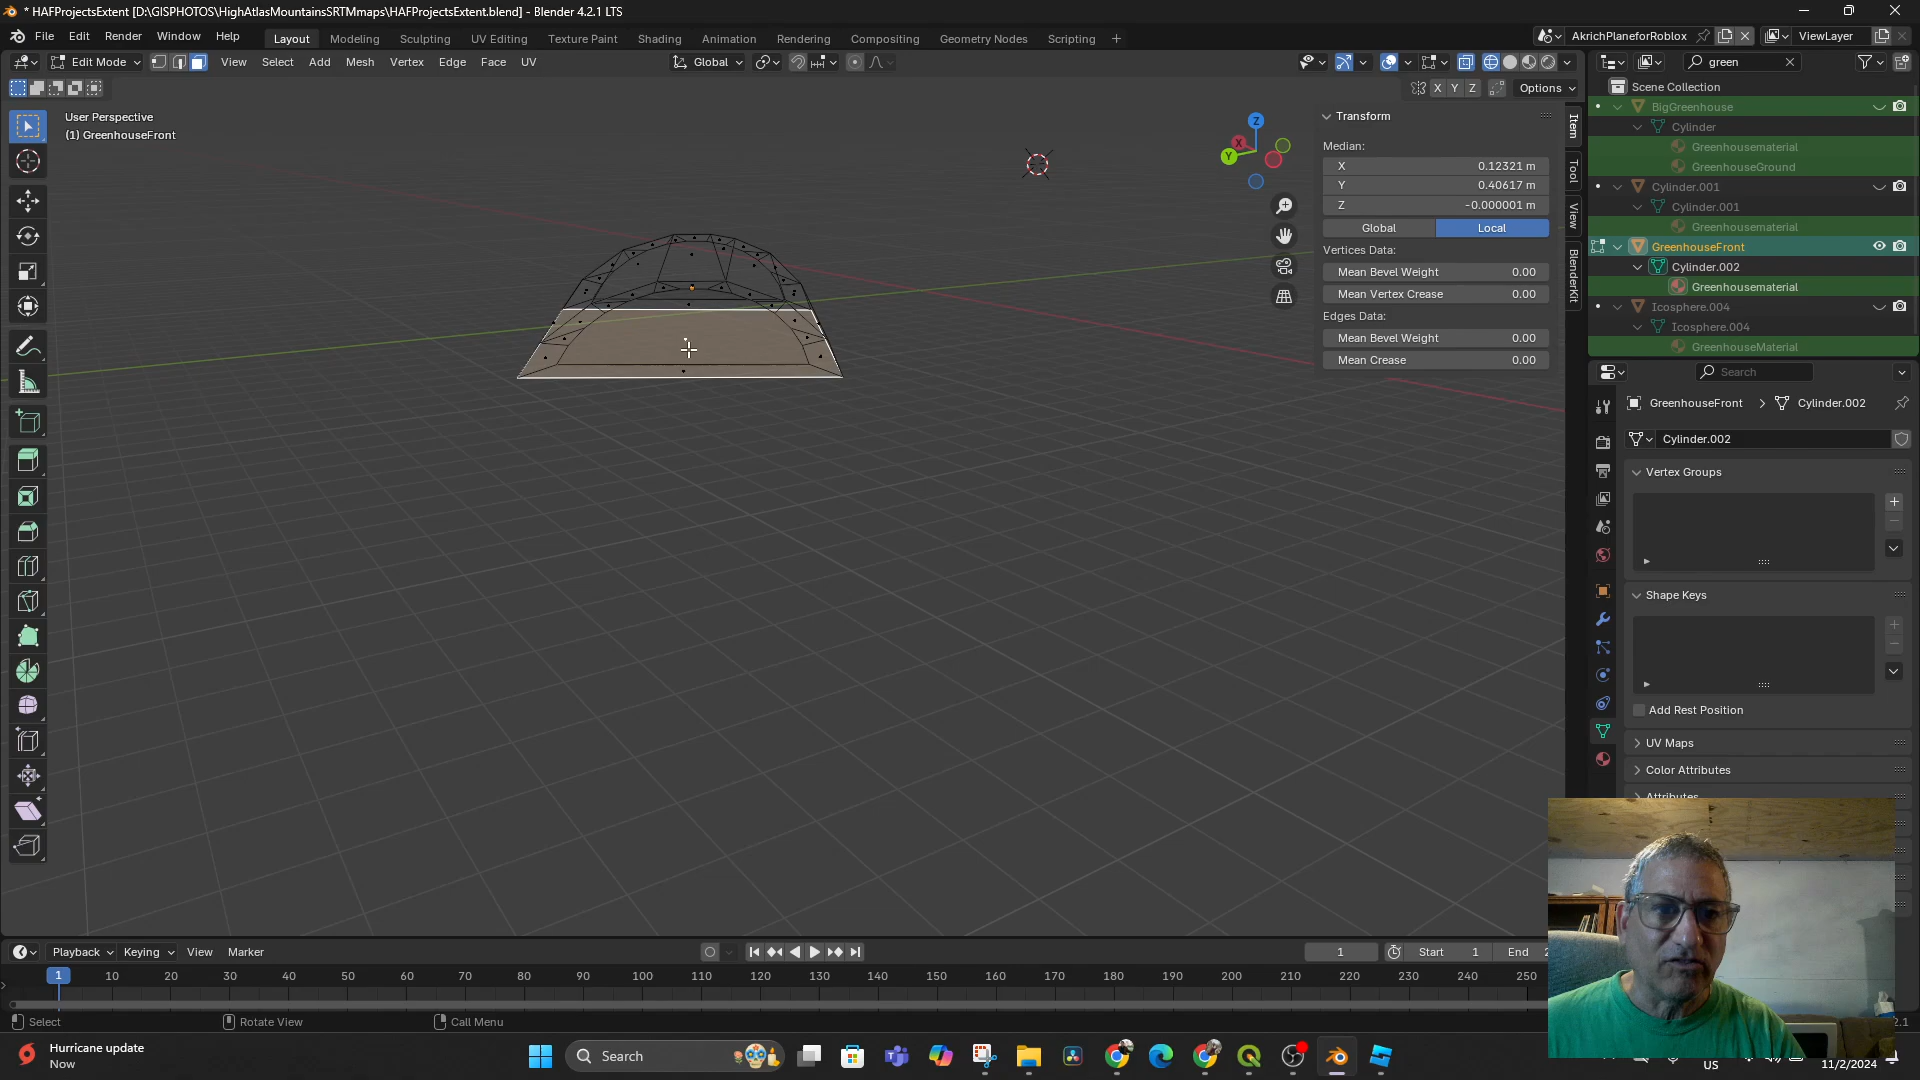 * HAFProjectsExtent [D:\GISPHOTOS\HighAtlasMountainsSRTMmaps\HAFProjectsExtent.blend] - Blender 4.2.1 LTS
File Edit Render Window Help Layout Modeling Sculpting UV Editing Texture Paint Shading Animation Rendering Compositing Geometry Nodes Scripting + AkrichPlaneforRoblox ViewLayer
Edit Mode View Select Add Mesh Vertex Edge Face UV Global green
X Y Z Options
Scene Collection
BigGreenhouse
Cylinder
Greenhousematerial
GreenhouseGround
Cylinder.001
Cylinder.001
Greenhousematerial
GreenhouseFront
Cylinder.002
Greenhousematerial
Icosphere.004
Icosphere.004
GreenhouseMaterial
User Perspective
(1) GreenhouseFront
Z
X
Y
Transform
Median:
X 0.12321 m
Y 0.40617 m
Z -0.000001 m
Global Local
Vertices Data:
Mean Bevel Weight 0.00
Mean Vertex Crease 0.00
Edges Data:
Mean Bevel Weight 0.00
Mean Crease 0.00
Item
Tool
View
BlenderKit
Search
GreenhouseFront Cylinder.002
Cylinder.002
Vertex Groups
Shape Keys
Add Rest Position
UV Maps
Color Attributes
Attributes
Playback Keying View Marker 1 Start 1 End 2
1 10 20 30 40 50 60 70 80 90 100 110 120 130 140 150 160 170 180 190 200 210 220 230 240 250
Select Rotate View Call Menu
2.1
Hurricane update
Now
Search
US
11/2/2024